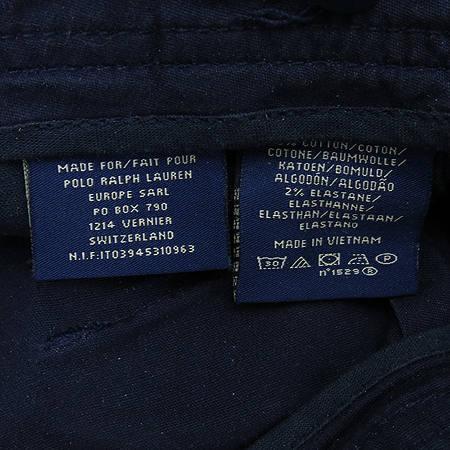 MADE FOR/FAIT POUR
POLO RALPH LAUREN
EUROPE SARL
PO BOX 790
1214 VERNIER
SWITZERLAND
N.I.F.IT03945310963
% COTTON/COTON/
COTONE/BAUMWOLLE/
KATOEN/BOMULD/
ALGODÓN/ALGODÃO
2% ELASTANE/
ELASTHANNE/
ELASTHAN/ELASTAAN/
ELASTANO
MADE IN VIETNAM
30 P
nº1529 R